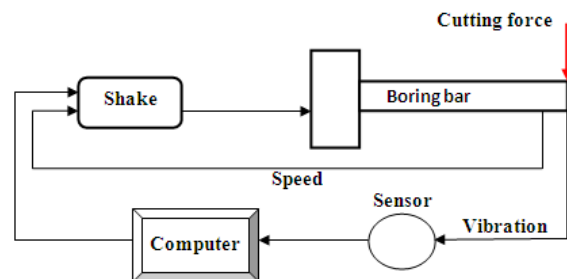 Cutting force
Shake
Boring bar
Speed
Sensor
Vibration
Computer